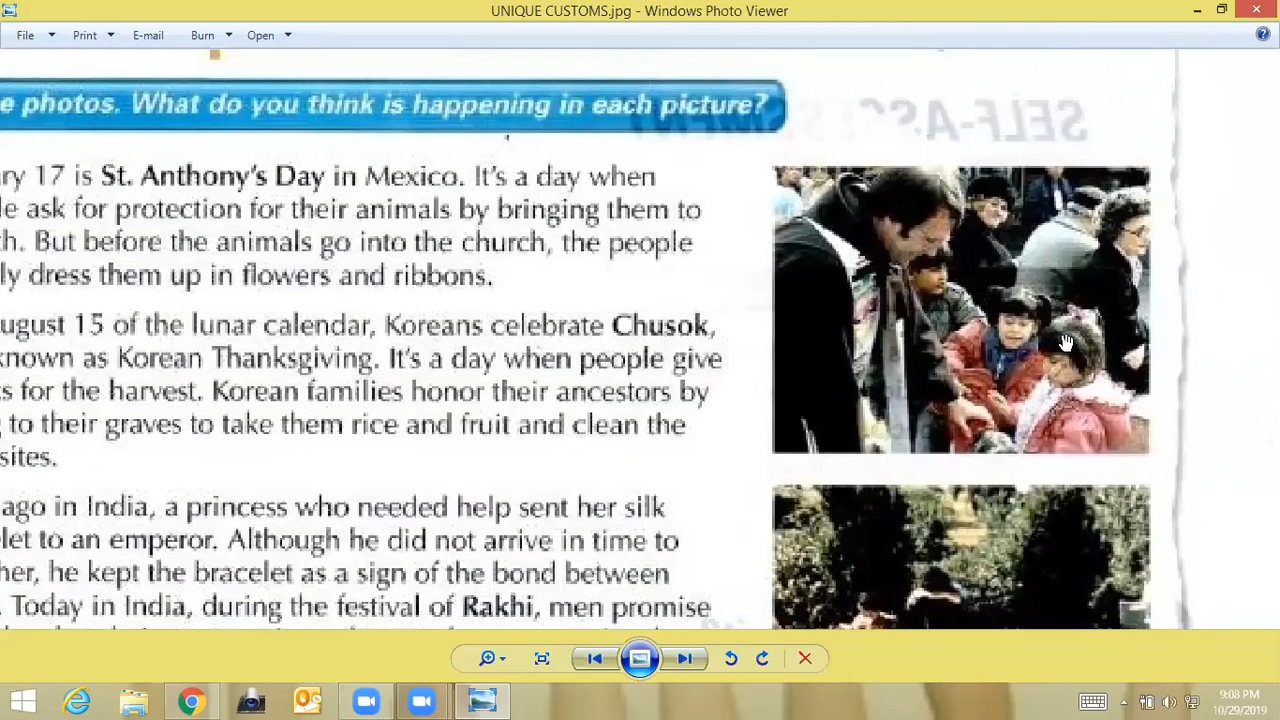 UNIQUE CUSTOMS.jpg - Windows Photo Viewer
File Print E-mail Burn Open
e photos. What do you think is happening in each picture?
SELF-ASSESSMENT
ry 17 is St. Anthony's Day in Mexico. It's a day when
le ask for protection for their animals by bringing them to
h. But before the animals go into the church, the people
ly dress them up in flowers and ribbons.
ugust 15 of the lunar calendar, Koreans celebrate Chusok,
known as Korean Thanksgiving. It's a day when people give
s for the harvest. Korean families honor their ancestors by
g to their graves to take them rice and fruit and clean the
sites.
ago in India, a princess who needed help sent her silk
let to an emperor. Although he did not arrive in time to
her, he kept the bracelet as a sign of the bond between
. Today in India, during the festival of Rakhi, men promise
9:08 PM
10/29/2019